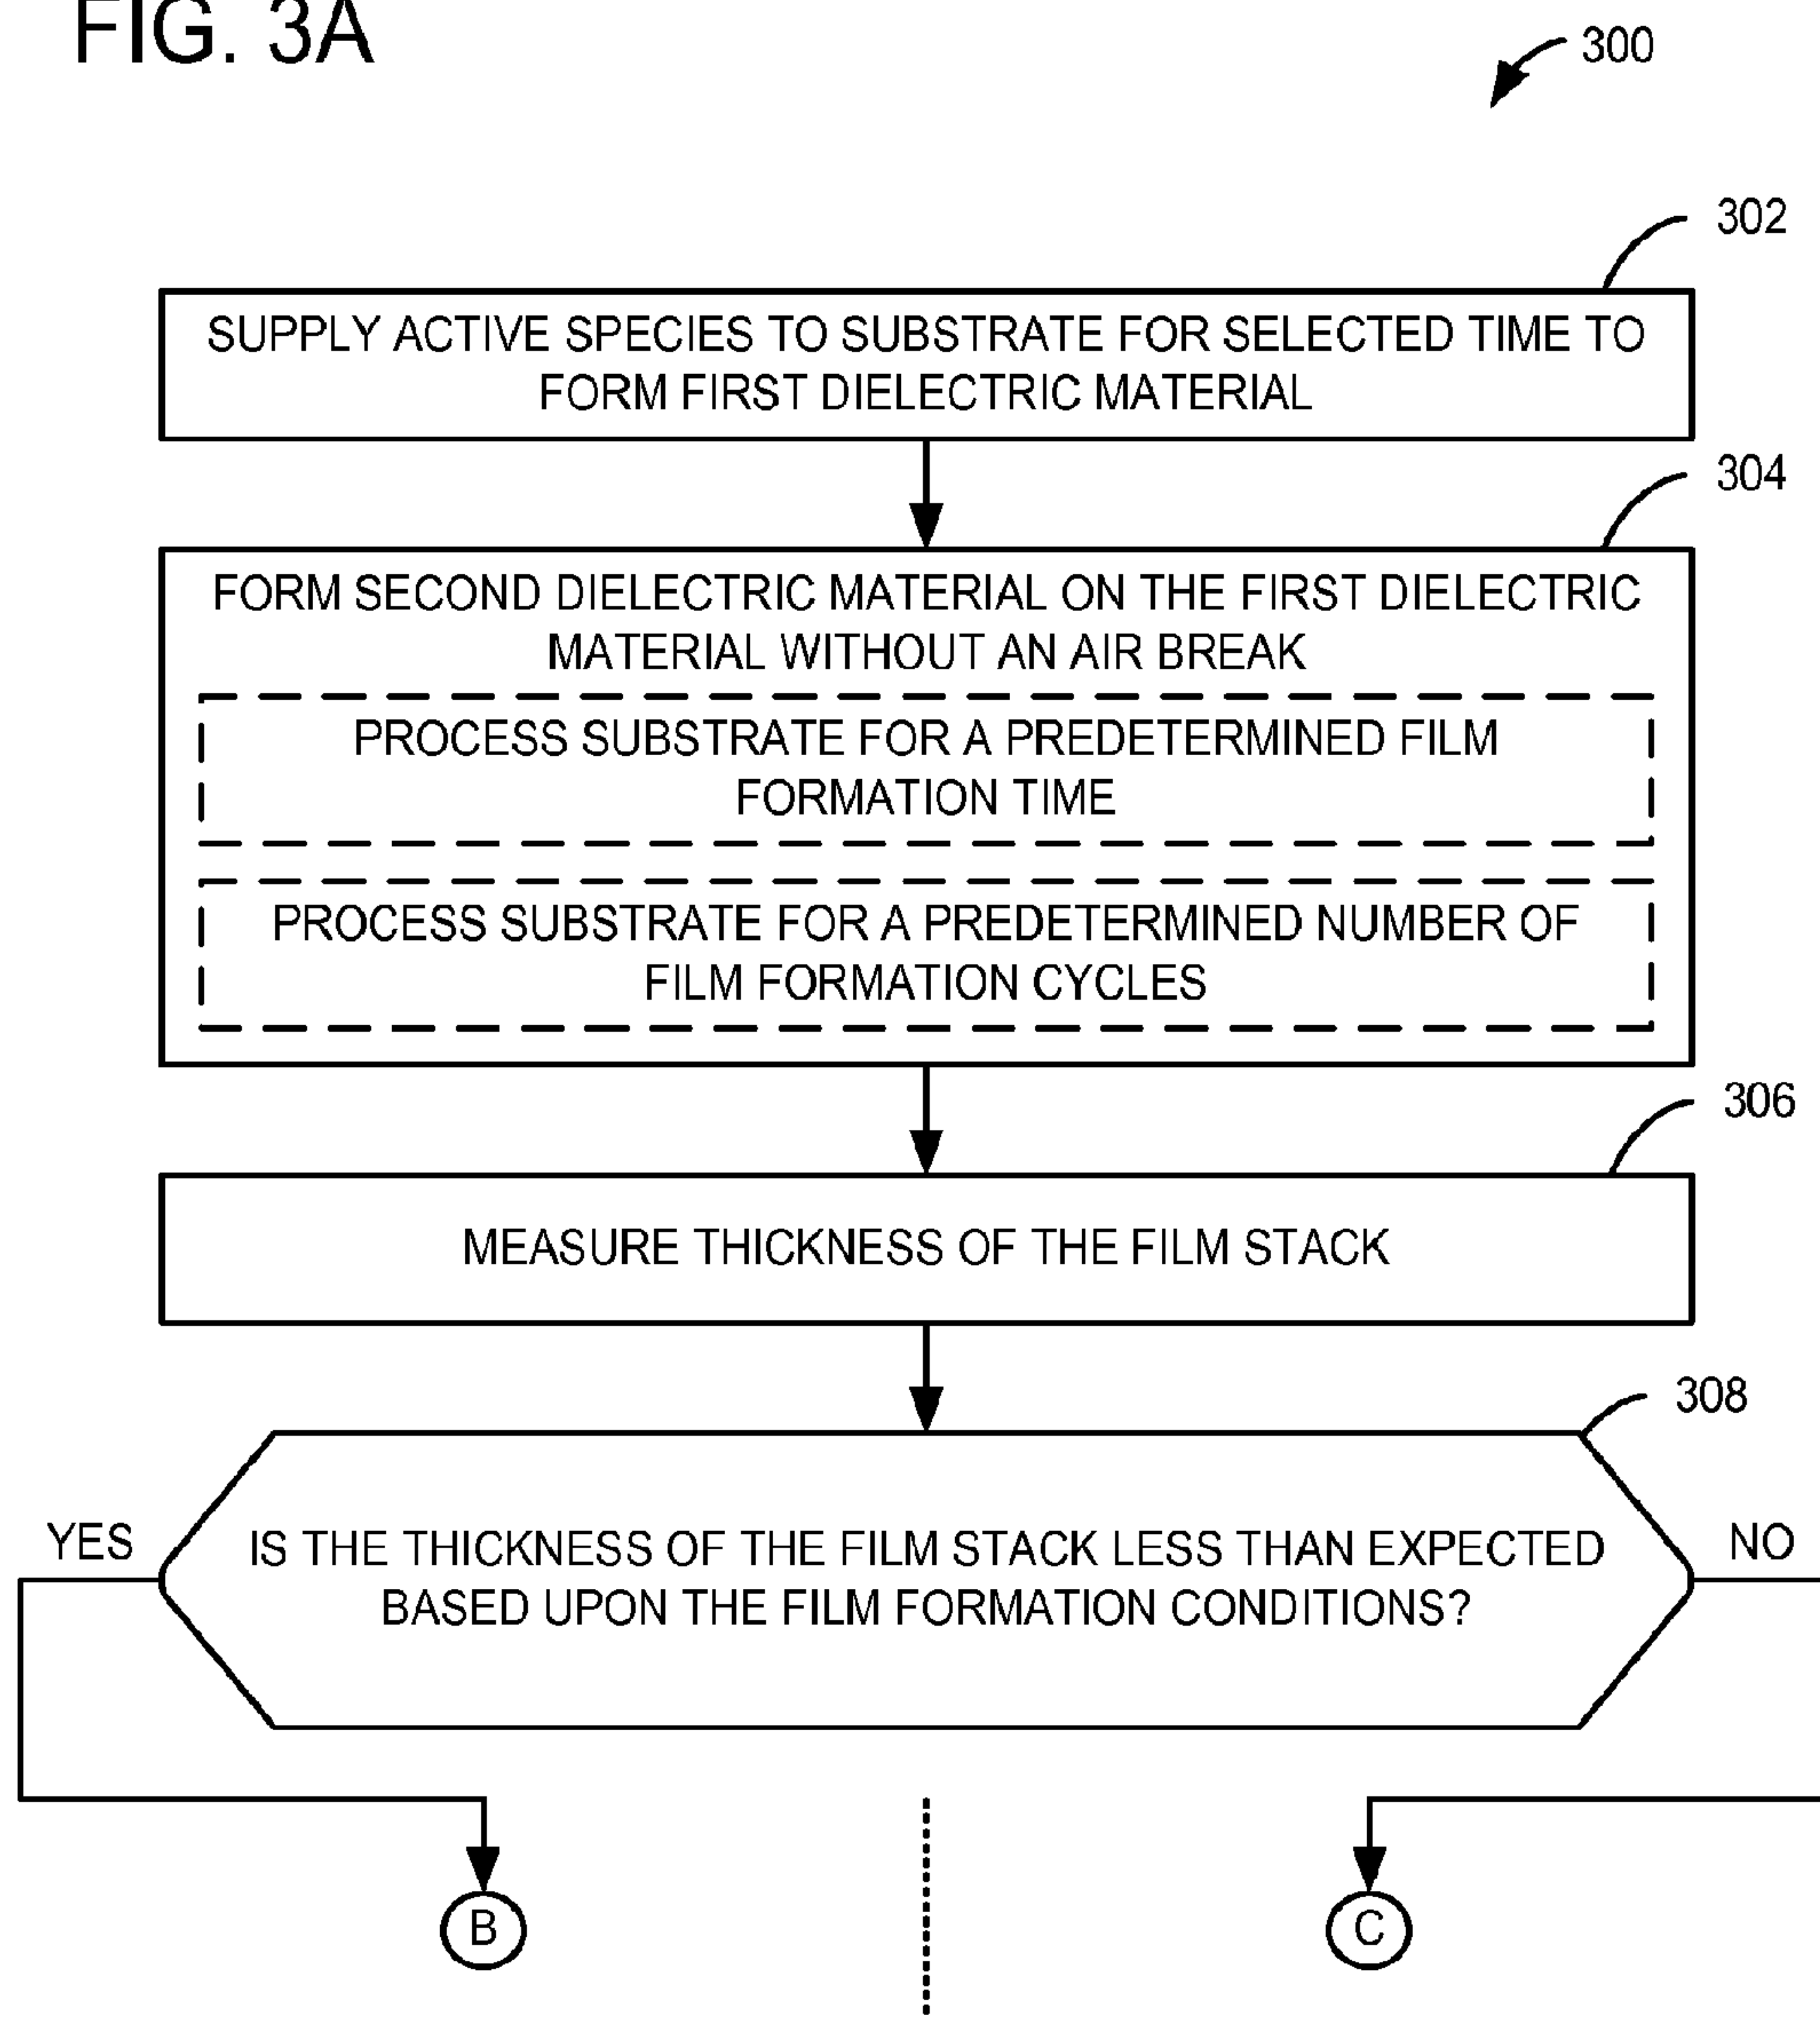 FIG. 3A
300
302
SUPPLY ACTIVE SPECIES TO SUBSTRATE FOR SELECTED TIME TO
FORM FIRST DIELECTRIC MATERIAL
304
FORM SECOND DIELECTRIC MATERIAL ON THE FIRST DIELECTRIC
MATERIAL WITHOUT AN AIR BREAK
PROCESS SUBSTRATE FOR A PREDETERMINED FILM
FORMATION TIME
PROCESS SUBSTRATE FOR A PREDETERMINED NUMBER OF
FILM FORMATION CYCLES
306
MEASURE THICKNESS OF THE FILM STACK
308
YES
IS THE THICKNESS OF THE FILM STACK LESS THAN EXPECTED
BASED UPON THE FILM FORMATION CONDITIONS?
NO
B
C